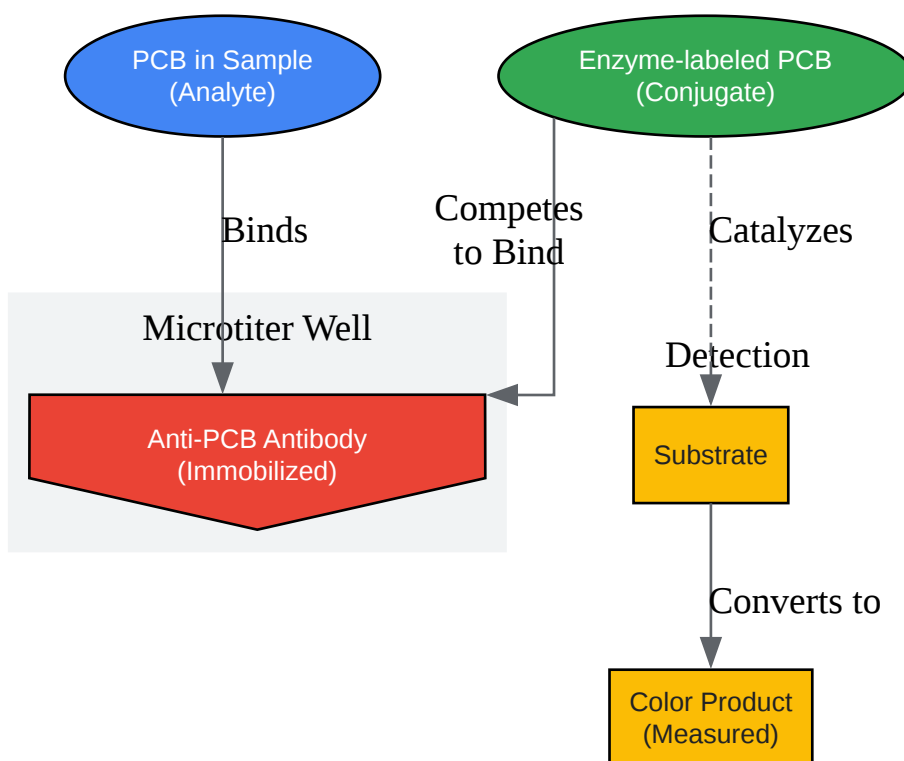 PCB in Sample
(Analyte)
Enzyme-labeled PCB
(Conjugate)
Binds
Competes
to Bind
Catalyzes
Microtiter Well
Detection
Anti-PCB Antibody
(Immobilized)
Substrate
Converts to
Color Product
(Measured)